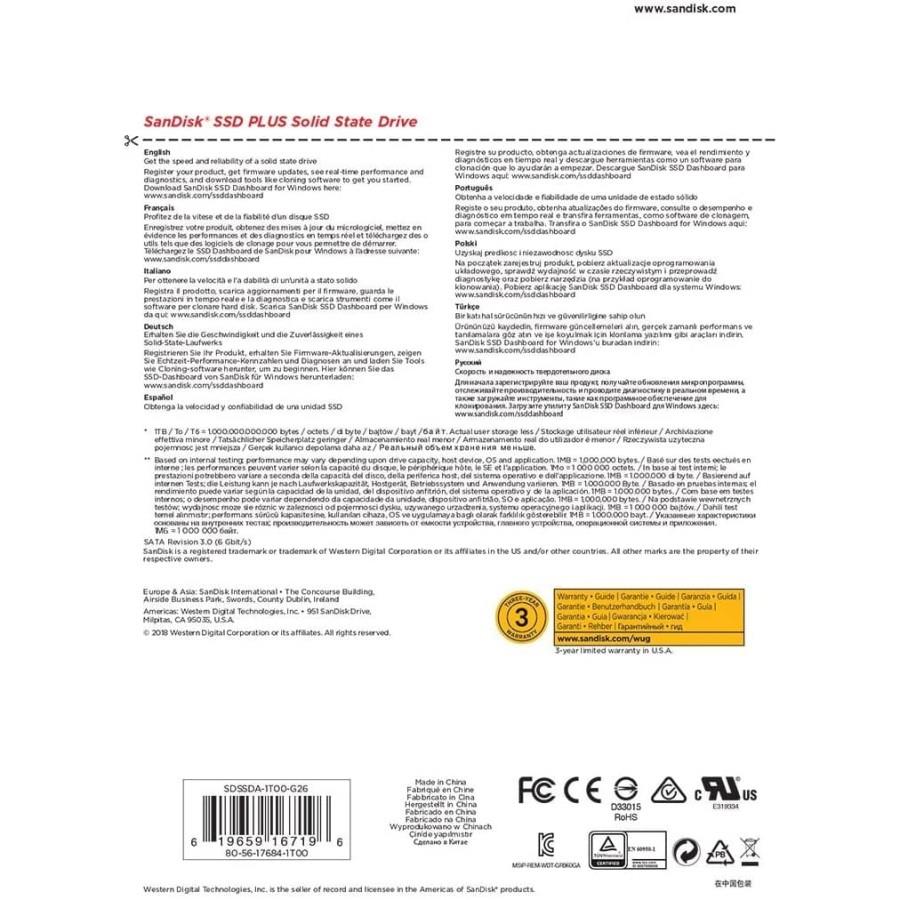 www.sandisk.com
SanDisk® SSD PLUS Solid State Drive
English
Get the speed and reliability of a solid state drive
Register your product, get firmware updates, see real-time performance and
diagnostics, and download tools like cloning software to get you started.
Download SanDisk SSD Dashboard for Windows here:
www.sandisk.com/ssddashboard
Français
Profitez de la vitese et de la fiabilité d'un disque SSD
Enregistrez votre produit, obtenez des mises à jour du micrologiciel, mettez en
évidence les performances et des diagnostics en temps réel et téléchargez des o
utils tels que des logiciels de clonage pour vous permettre de démarrer.
Téléchargez le SSD Dashboard de SanDisk pour Windows à l'adresse suivante:
www.sandisk.com/ssddashboard
Italiano
Per ottenere la velocità e l'a dabilità di un'unità a stato solido
Registra il prodotto, scarica aggiornamenti per il firmware, guarda le
prestazioni in tempo reale e la diagnostica e scarica strumenti come il
software per clonare hard disk. Scarica SanDisk SSD Dashboard per Windows
da qui: www.sandisk.com/ssddashboard
Deutsch
Erhalten Sie die Geschwindigkeit und die Zuverlässigkeit eines
Solid-State-Laufwerks
Registrieren Sie ihr Produkt, erhalten Sie Firmware-Aktualisierungen, zeigen
Sie Echtzeit-Performance-Kennzahlen und Diagnosen an und laden Sie Tools
wie Cloning-Software herunter, um zu beginnen. Hier können Sie das
SSD-Dashboard von SanDisk für Windows herunterladen:
www.sandisk.com/ssddashboard
Español
Obtenga la velocidad y confiabilidad de una unidad SSD
Registre su producto, obtenga actualizaciones de firmware, vea el rendimiento y
diagnósticos en tiempo real y descargue herramientas como un software para
clonación que lo ayudarán a empezar. Descargue SanDisk SSD Dashboard para
Windows aquí: www.sandisk.com/ssddashboard
Português
Obtenha a velocidade e fiabilidade de uma unidade de estado sólido
Registe o seu produto, obtenha atualizações do firmware, consulte o desempenho e
diagnóstico em tempo real e transfira ferramentas, como software de clonagem,
para começar a trabalhar. Transfira o SanDisk SSD Dashboard for Windows aqui:
www.sandisk.com/ssddashboard
Polski
Uzyskaj predkosc i niezawodnosc dysku SSD
Na początek zarejestruj produkt, pobierz aktualizacje oprogramowania
układowego, sprawdź wydajność w czasie rzeczywistym i przeprowadź
diagnostykę oraz pobierz narzędzia (na przykład oprogramowanie do
klonowania). Pobierz aplikację SanDisk SSD Dashboard dla systemu Windows:
www.sandisk.com/ssddashboard
Türkçe
Bir katı hal sürücünün hızı ve güvenilirligine sahip olun
Ürününüzü kaydedin, firmware güncellemeleri alın, gerçek zamanlı performans ve
tanılamalara göz atın ve işe koyulmak için klonlama yazılımı gibi araçları indirin.
SanDisk SSD Dashboard for Windows'u buradan indirin:
www.sandisk.com/ssddashboard
Русский
Скорость и надежность твердотельного диска
Для начала зарегистрируйте ваш продукт, получайте обновления микропрограммы,
отслеживайте производительность и проводите диагностику в реальном времени, а
также загружайте инструменты, такие как программное обеспечение для
клонирования. Загрузите утилиту SanDisk SSD Dashboard для Windows здесь:
www.sandisk.com/ssddashboard
* 1TB / To / Тб = 1.000.000.000.000 bytes / octets / di byte / bajtów / bayt / байт. Actual user storage less / Stockage utilisateur réel inférieur / Archiviazione
effettiva minore / Tatsächlicher Speicherplatz geringer / Almacenamiento real menor / Armazenamento real do utilizador é menor / Rzeczywista uzyteczna
pojemnosc jest mniejsza / Gerçek kullanıcı depolama daha az / Реальный объем хранения меньше.
** Based on internal testing; performance may vary depending upon drive capacity, host device, OS and application. 1MB = 1,000,000 bytes. / Basé sur des tests eectués en
interne ; les performances peuvent varier selon la capacité du disque, le périphérique hôte, le SE et l'application. 1Mo = 1 000 000 octets. / In base ai test interni; le
prestazioni potrebbero variare a seconda della capacità del disco, della periferica host, del sistema operativo e dell'applicazione. 1MB = 1.000.000 di byte. / Basierend auf
internen Tests; die Leistung kann je nach Laufwerkskapazität, Hostgerät, Betriebssystem und Anwendung variieren. 1MB = 1.000.000 Byte. / Basado en pruebas internas; el
rendimiento puede variar según la capacidad de la unidad, del dispositivo anfitrión, del sistema operativo y de la aplicación. 1MB = 1.000.000 bytes. / Com base em testes
internos; o desempenho pode variar dependendo da capacidade da unidade, dispositivo anfitrião, SO e aplicação. 1MB = 1,000,000 bytes. / Na podstawie wewnetrznych
testów; wydajnosc moze sie róznic w zaleznosci od pojemnosci dysku, uzywanego urzadzenia, systemu operacyjnego i aplikacji. 1MB = 1 000 000 bajtów. / Dahili test
temel alınmıstır; performans sürücü kapasitesine, kullanılan cihaza, OS ve uygulamaya baglı olarak farklılık gösterebilir 1MB = 1.000.000 bayt. / Указанные характеристики
основаны на внутренних тестах; производительность может зависеть от емкости устройства, главного устройства, операционной системы и приложения.
1МБ = 1 000 000 байт.
SATA Revision 3.0 (6 Gbit/s)
SanDisk is a registered trademark or trademark of Western Digital Corporation or its affiliates in the US and/or other countries. All other marks are the property of their
respective owners.
Europe & Asia: SanDisk International • The Concourse Building,
Airside Business Park, Swords, County Dublin, Ireland
Americas: Western Digital Technologies, Inc. • 951 SanDisk Drive,
Milpitas, CA 95035, U.S.A.
© 2018 Western Digital Corporation or its affiliates. All rights reserved.
THREE-YEAR
3
WARRANTY
Warranty • Guide | Garantie • Guide | Garanzia • Guida |
Garantie • Benutzerhandbuch | Garantía • Guía |
Garantia • Guia | Gwarancja • Kierować |
Garanti • Rehber | Гарантийный • гид
www.sandisk.com/wug
3-year limited warranty in U.S.A.
SDSSDA-1T00-G26
6 19659 16719 6
80-56-17684-1T00
Made in China
Fabriqué en Chine
Fabbricato in Cina
Hergestellt in China
Fabricado en China
Fabricado na China
Wyprodukowano w Chinach
Çin'de yapılmıstır
Сделано в Китае
FC CE
D33015
RoHS
c RU US
E319334
MSIP-REM-WDT-GFB60GA
CERTIFIED
EN 60950-1
PB
在中国包装
Western Digital Technologies, Inc. is the seller of record and licensee in the Americas of SanDisk® products.